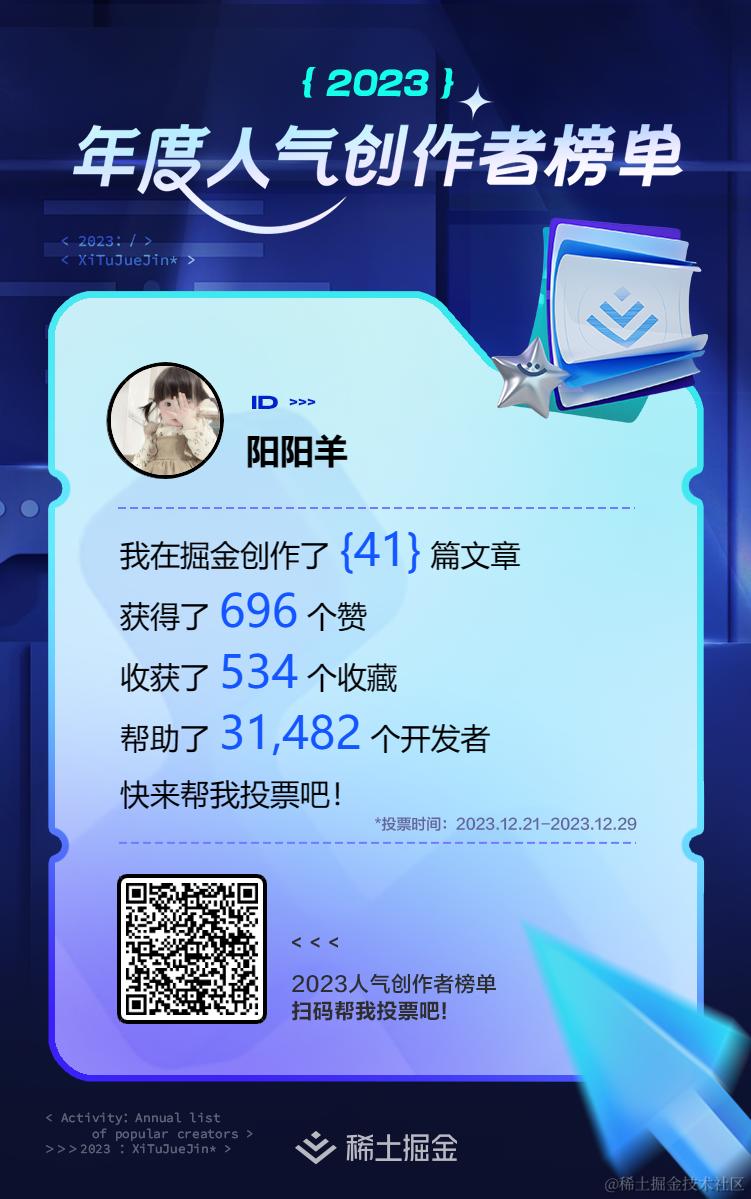 { 2023 }
年度人气创作者榜单
< 2023: / >
< XiTuJueJin* >
ID >>>
阳阳羊
我在掘金创作了 {41} 篇文章
获得了 696 个赞
收获了 534 个收藏
帮助了 31,482 个开发者
快来帮我投票吧!
*投票时间: 2023.12.21-2023.12.29
< < <
2023人气创作者榜单
扫码帮我投票吧!
< Activity: Annual list
of popular creators >
>>>2023 : XiTuJueJin* >
稀土掘金
@稀土掘金技术社区